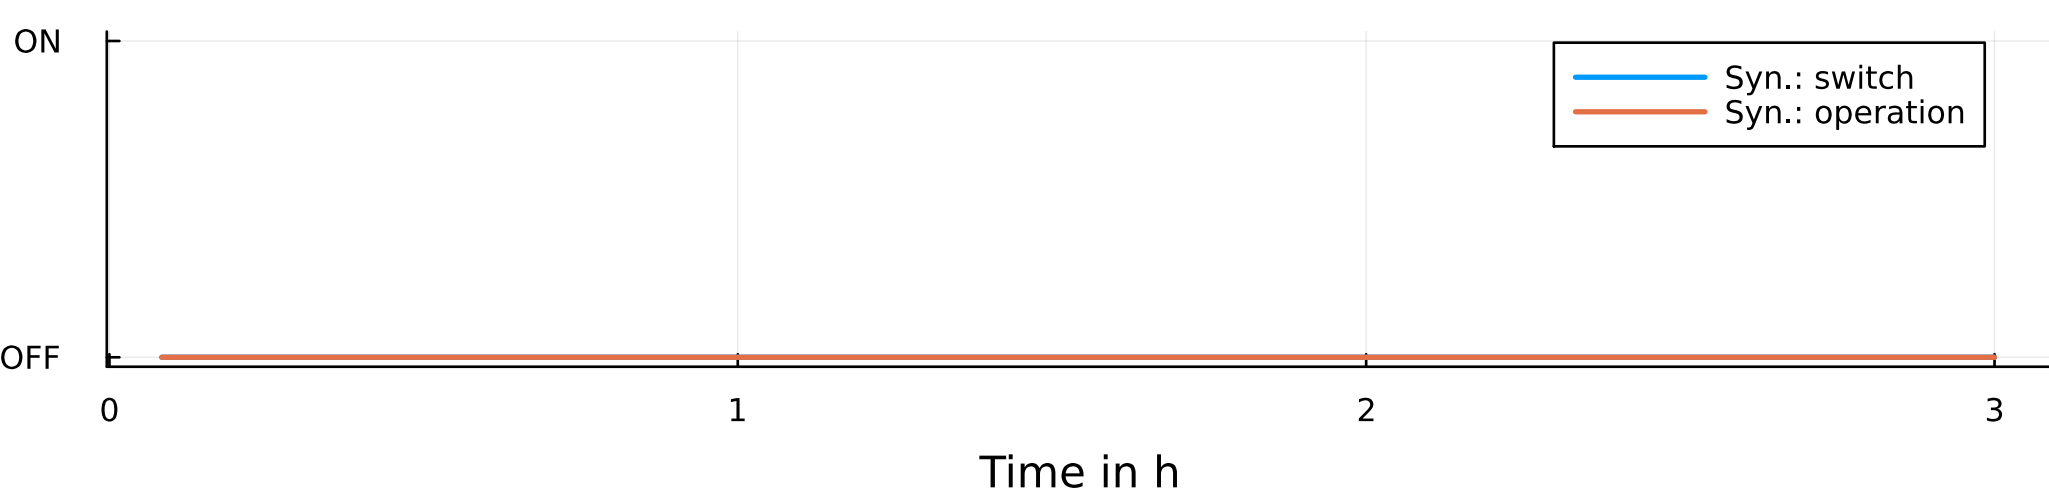 ON
Syn.: switch
Syn.: operation
OFF
0 1 2 3
Time in h